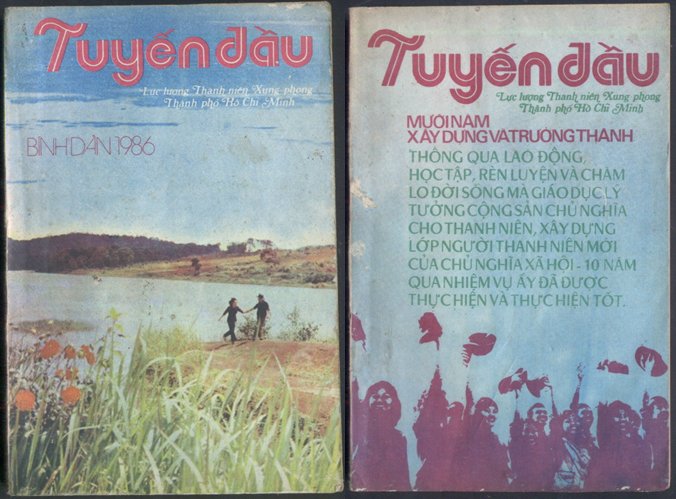 Tuyến đầu
Lực lượng Thanh niên Xung phong
Thành phố Hồ Chí Minh
BÍNH DẦN 1986
Tuyến đầu
Lực lượng Thanh niên Xung phong
Thành phố Hồ Chí Minh
MƯỜI NĂM
XÂY DỰNG VÀ TRƯỞNG THÀNH
THÔNG QUA LAO ĐỘNG,
HỌC TẬP, RÈN LUYỆN VÀ CHĂM
LO ĐỜI SỐNG MÀ GIÁO DỤC LÝ
TƯỞNG CỘNG SẢN CHỦ NGHĨA
CHO THANH NIÊN, XÂY DỰNG
LỚP NGƯỜI THANH NIÊN MỚI
CỦA CHỦ NGHĨA XÃ HỘI - 10 NĂM
QUA NHIỆM VỤ ẤY ĐÃ ĐƯỢC
THỰC HIỆN VÀ THỰC HIỆN TỐT..